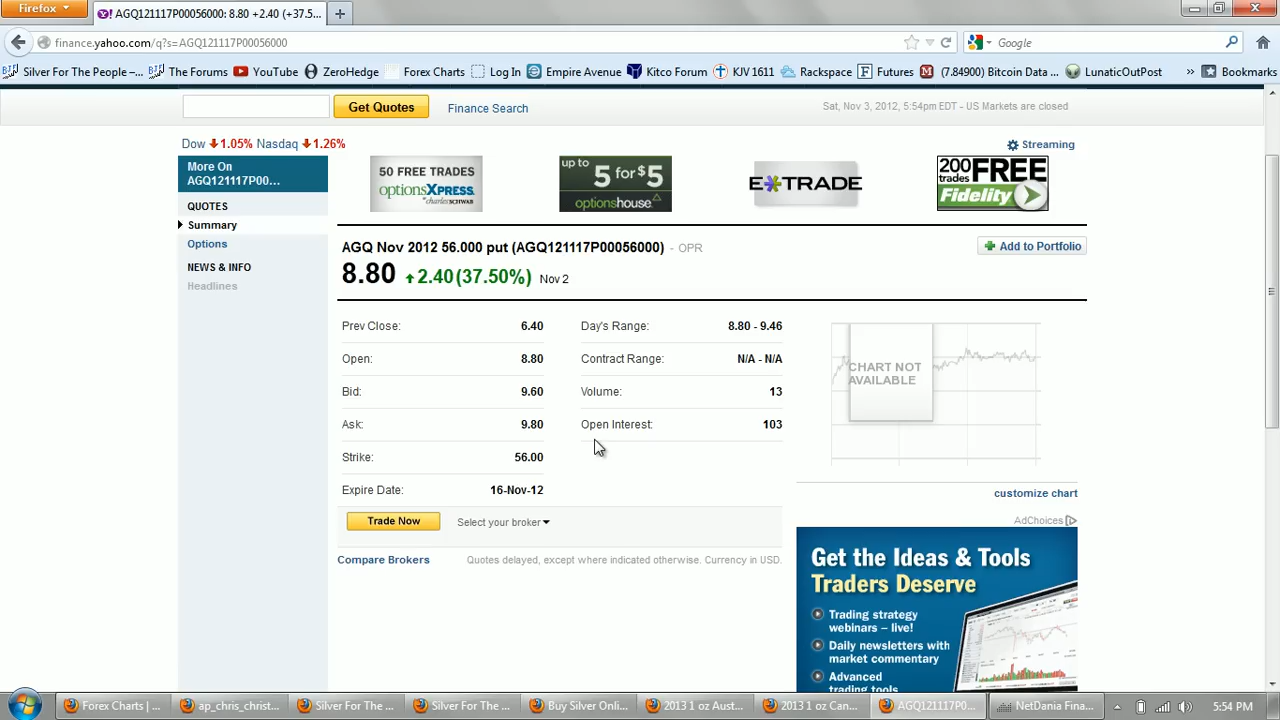 Firefox
Y! AGQ121117P00056000: 8.80 +2.40 (+37.5...
finance.yahoo.com/q?s=AGQ121117P00056000
Google
Silver For The People –...
The Forums
YouTube
ZeroHedge
Forex Charts
Log In
Empire Avenue
Kitco Forum
KJV 1611
Rackspace
Futures
(7.84900) Bitcoin Data ...
LunaticOutPost
»
Bookmarks
Get Quotes
Finance Search
Sat, Nov 3, 2012, 5:54pm EDT - US Markets are closed
Dow 1.05% Nasdaq 1.26%
Streaming
More On
AGQ121117P00...
QUOTES
Summary
Options
NEWS & INFO
Headlines
50 FREE TRADES
optionsXpress
by charles SCHWAB
up to
5 for $5
optionshouse.
E*TRADE
200 FREE
trades
Fidelity
AGQ Nov 2012 56.000 put (AGQ121117P00056000) - OPR
Add to Portfolio
8.80 2.40(37.50%) Nov 2
Prev Close: 6.40
Open: 8.80
Bid: 9.60
Ask: 9.80
Strike: 56.00
Expire Date: 16-Nov-12
Day's Range: 8.80 - 9.46
Contract Range: N/A - N/A
Volume: 13
Open Interest: 103
CHART NOT
AVAILABLE
customize chart
Trade Now
Select your broker
Compare Brokers
Quotes delayed, except where indicated otherwise. Currency in USD.
AdChoices
Get the Ideas & Tools
Traders Deserve
Trading strategy
webinars – live!
Daily newsletters with
market commentary
Advanced
trading tools
Forex Charts | ...
ap_chris_christ...
Silver For The ...
Silver For The ...
Buy Silver Onli...
2013 1 oz Aust...
2013 1 oz Can...
AGQ121117P0...
NetDania Fina...
5:54 PM